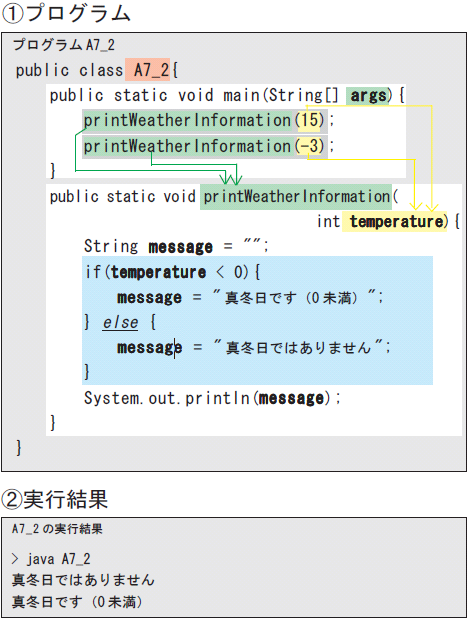 ①プログラム
プログラム A7_2
public class A7_2{
public static void main(String[] args){
printWeatherInformation(15);
printWeatherInformation(-3);
}
public static void printWeatherInformation(
int temperature){
String message = "";
if(temperature < 0){
message = "真冬日です（0 未満）";
} else {
message = "真冬日ではありません";
}
System.out.println(message);
}
}
②実行結果
A7_2 の実行結果
> java A7_2
真冬日ではありません
真冬日です（0 未満）